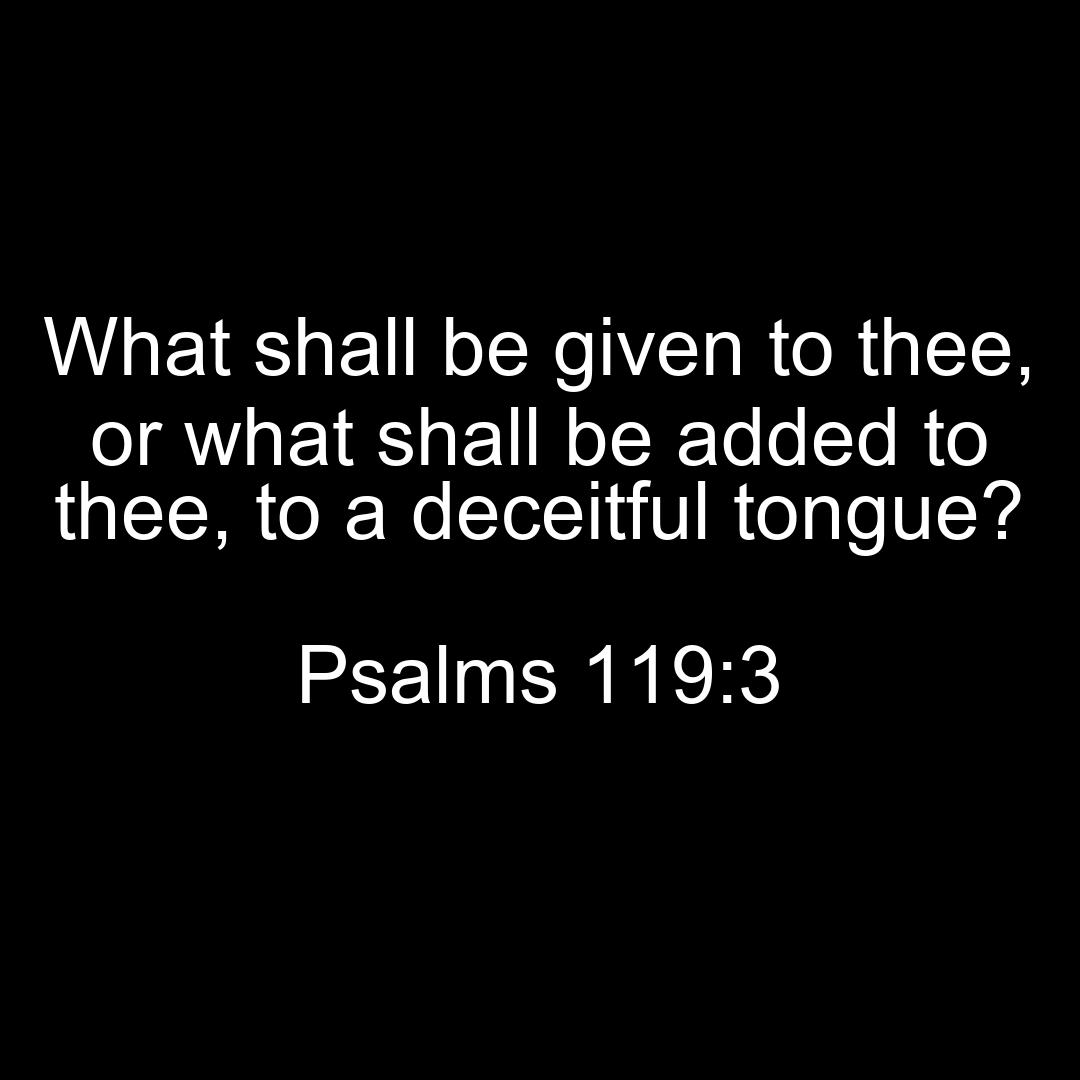 What shall be given to thee,
or what shall be added to
thee, to a deceitful tongue?
Psalms 119:3